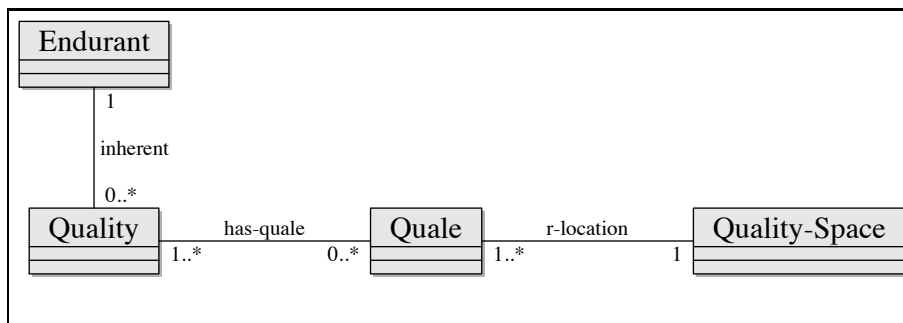 Endurant
1
inherent
0..*
Quality
has-quale
Quale
r-location
Quality-Space
1..*
0..*
1..*
1